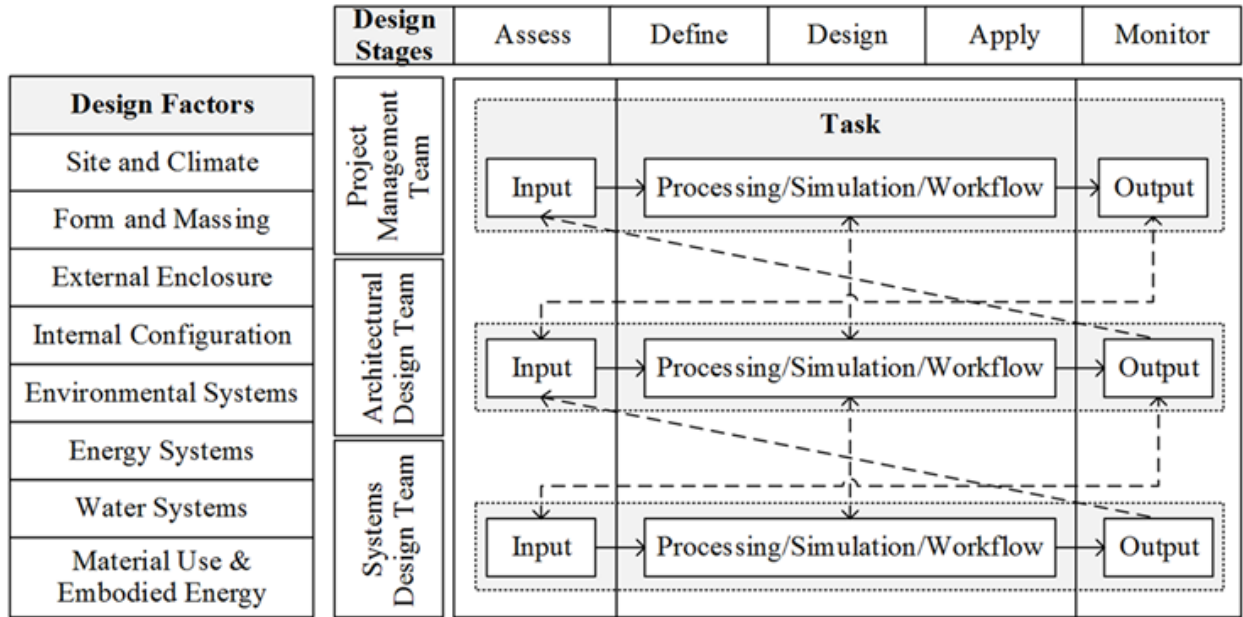 Design
Stages
Assess
Define
Design
Apply
Monitor
Design Factors
Site and Climate
Form and Massing
External Enclosure
Internal Configuration
Environmental Systems
Energy Systems
Water Systems
Material Use &
Embodied Energy
Project
Management
Team
Task
Input
Processing/Simulation/Workflow
Output
Architectural
Design Team
Input
Processing/Simulation/Workflow
Output
Systems
Design Team
Input
Processing/Simulation/Workflow
Output